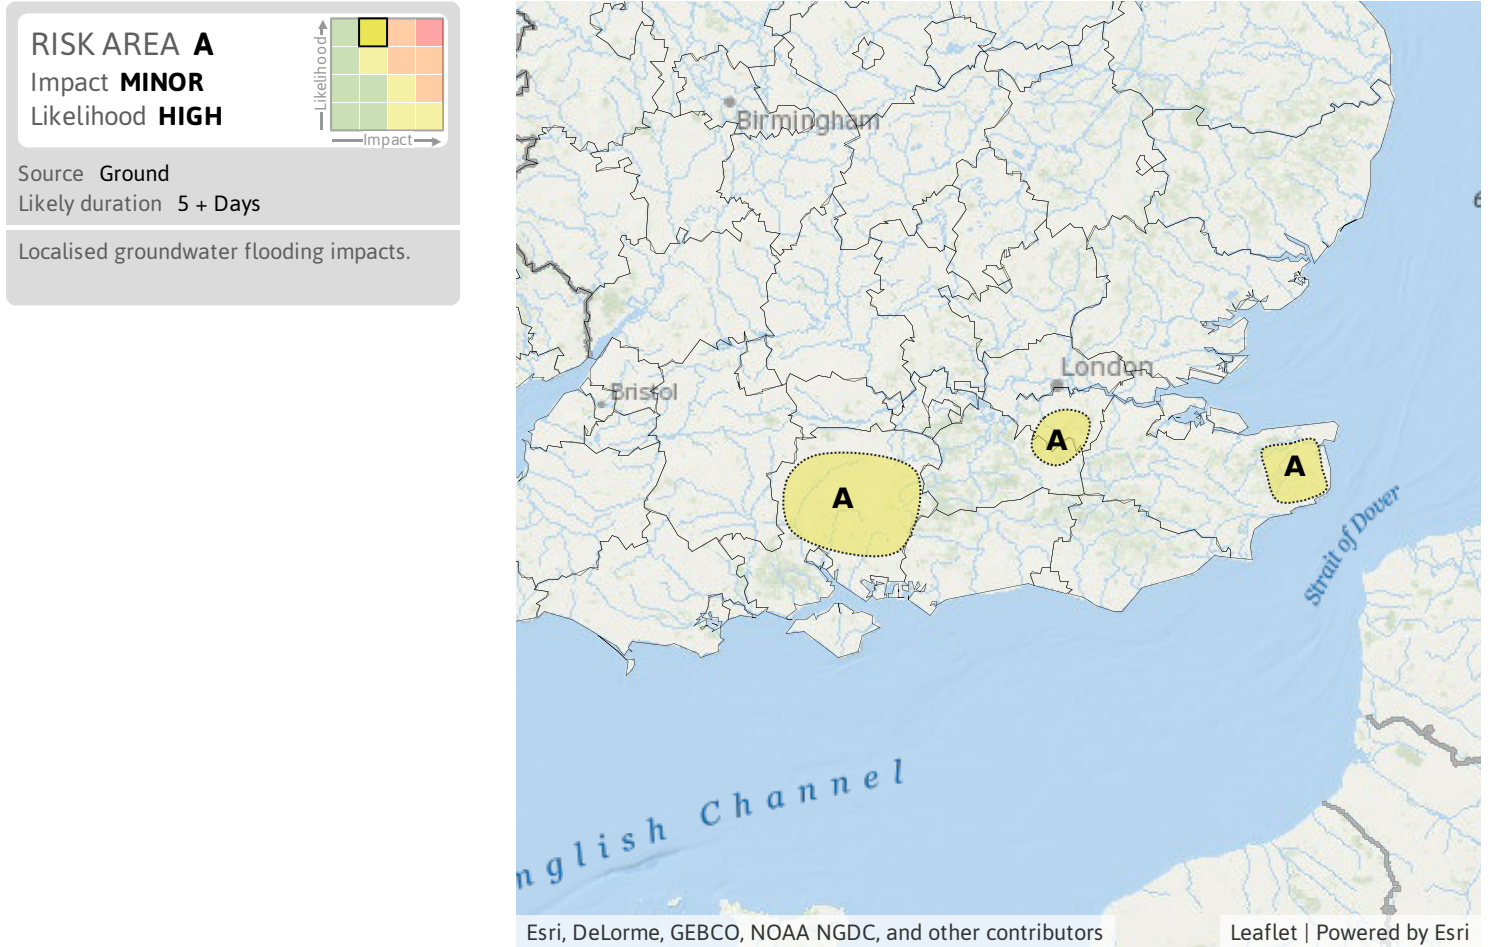 RISK AREA A
Impact MINOR
Likelihood HIGH
Likelihood
Impact
Source Ground
Likely duration 5 + Days
Localised groundwater flooding impacts.
Birmingham
London
Bristol
A
A
A
Strait of Dover
nglish Channel
Esri, DeLorme, GEBCO, NOAA NGDC, and other contributors
Leaflet | Powered by Esri